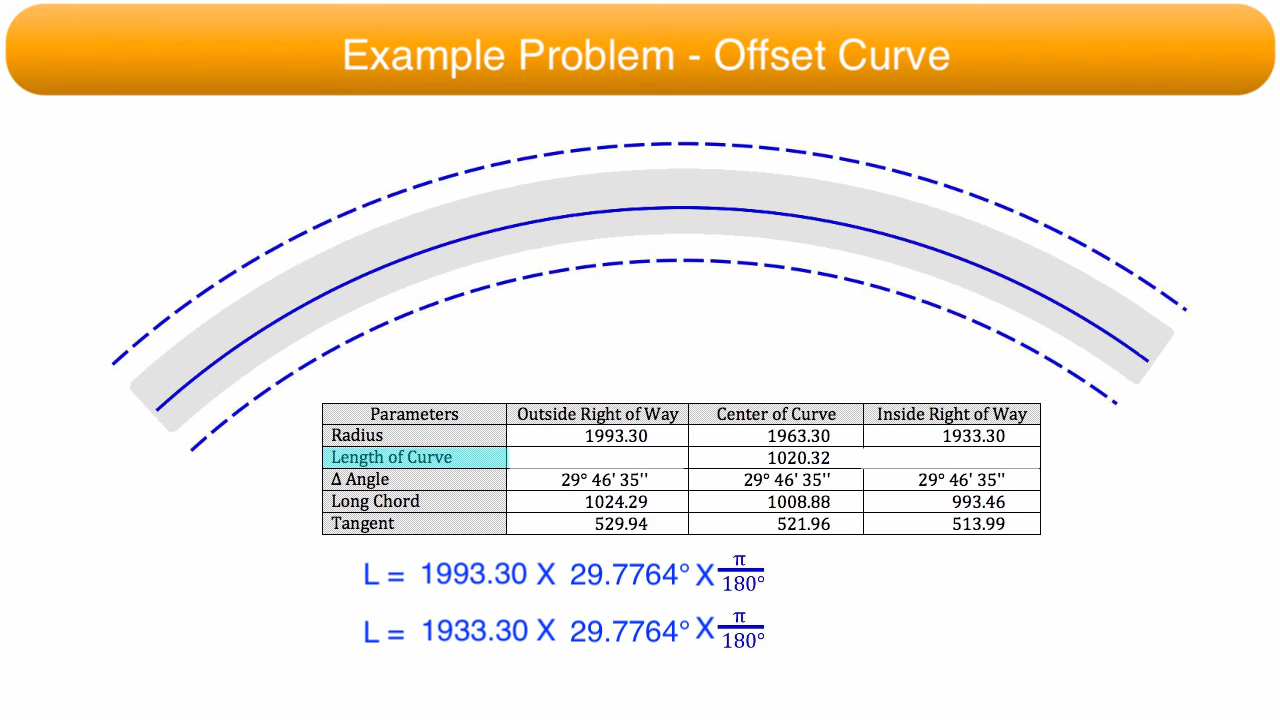 Example Problem - Offset Curve
Parameters Outside Right of Way Center of Curve Inside Right of Way
Radius 1993.30 1963.30 1933.30
Length of Curve 1020.32
Δ Angle 29° 46' 35'' 29° 46' 35'' 29° 46' 35''
Long Chord 1024.29 1008.88 993.46
Tangent 529.94 521.96 513.99
L = 1993.30 X 29.7764° X π/180°
L = 1933.30 X 29.7764° X π/180°